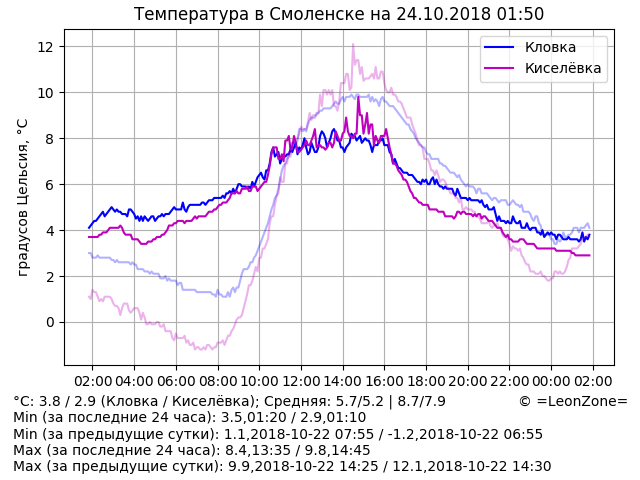 Температура в Смоленске на 24.10.2018 01:50
Кловка
Киселёвка
градусов Цельсия, °C
12
10
8
6
4
2
0
02:00 04:00 06:00 08:00 10:00 12:00 14:00 16:00 18:00 20:00 22:00 00:00 02:00
°C: 3.8 / 2.9 (Кловка / Киселёвка); Средняя: 5.7/5.2 | 8.7/7.9 © =LeonZone=
Min (за последние 24 часа): 3.5,01:20 / 2.9,01:10
Min (за предыдущие сутки): 1.1,2018-10-22 07:55 / -1.2,2018-10-22 06:55
Max (за последние 24 часа): 8.4,13:35 / 9.8,14:45
Max (за предыдущие сутки): 9.9,2018-10-22 14:25 / 12.1,2018-10-22 14:30